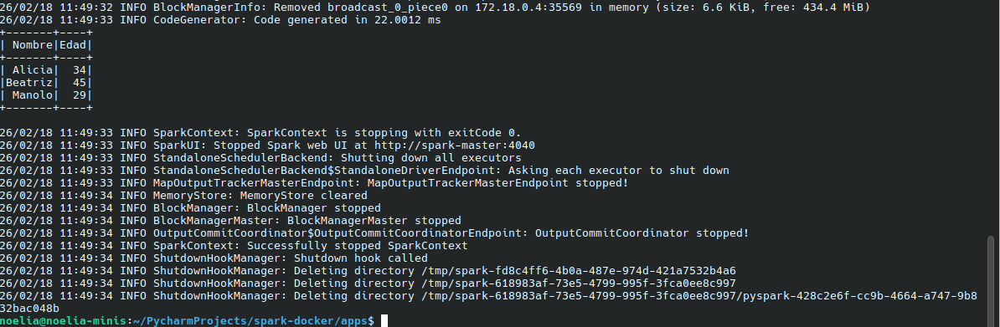 26/02/18 11:49:32 INFO BlockManagerInfo: Removed broadcast_0_piece0 on 172.18.0.4:35569 in memory (size: 6.6 KiB, free: 434.4 MiB)
26/02/18 11:49:33 INFO CodeGenerator: Code generated in 22.0012 ms
+-------+----+
| Nombre|Edad|
+-------+----+
| Alicia|  34|
|Beatriz|  45|
| Manolo|  29|
+-------+----+
26/02/18 11:49:33 INFO SparkContext: SparkContext is stopping with exitCode 0.
26/02/18 11:49:33 INFO SparkUI: Stopped Spark web UI at http://spark-master:4040
26/02/18 11:49:33 INFO StandaloneSchedulerBackend: Shutting down all executors
26/02/18 11:49:33 INFO StandaloneSchedulerBackend$StandaloneDriverEndpoint: Asking each executor to shut down
26/02/18 11:49:33 INFO MapOutputTrackerMasterEndpoint: MapOutputTrackerMasterEndpoint stopped!
26/02/18 11:49:34 INFO MemoryStore: MemoryStore cleared
26/02/18 11:49:34 INFO BlockManager: BlockManager stopped
26/02/18 11:49:34 INFO BlockManagerMaster: BlockManagerMaster stopped
26/02/18 11:49:34 INFO OutputCommitCoordinator$OutputCommitCoordinatorEndpoint: OutputCommitCoordinator stopped!
26/02/18 11:49:34 INFO SparkContext: Successfully stopped SparkContext
26/02/18 11:49:34 INFO ShutdownHookManager: Shutdown hook called
26/02/18 11:49:34 INFO ShutdownHookManager: Deleting directory /tmp/spark-fd8c4ff6-4b0a-487e-974d-421a7532b4a6
26/02/18 11:49:34 INFO ShutdownHookManager: Deleting directory /tmp/spark-618983af-73e5-4799-995f-3fca0ee8c997
26/02/18 11:49:34 INFO ShutdownHookManager: Deleting directory /tmp/spark-618983af-73e5-4799-995f-3fca0ee8c997/pyspark-428c2e6f-cc9b-4664-a747-9b8
32bac048b
noelia@noelia-minis:~/PycharmProjects/spark-docker/apps$